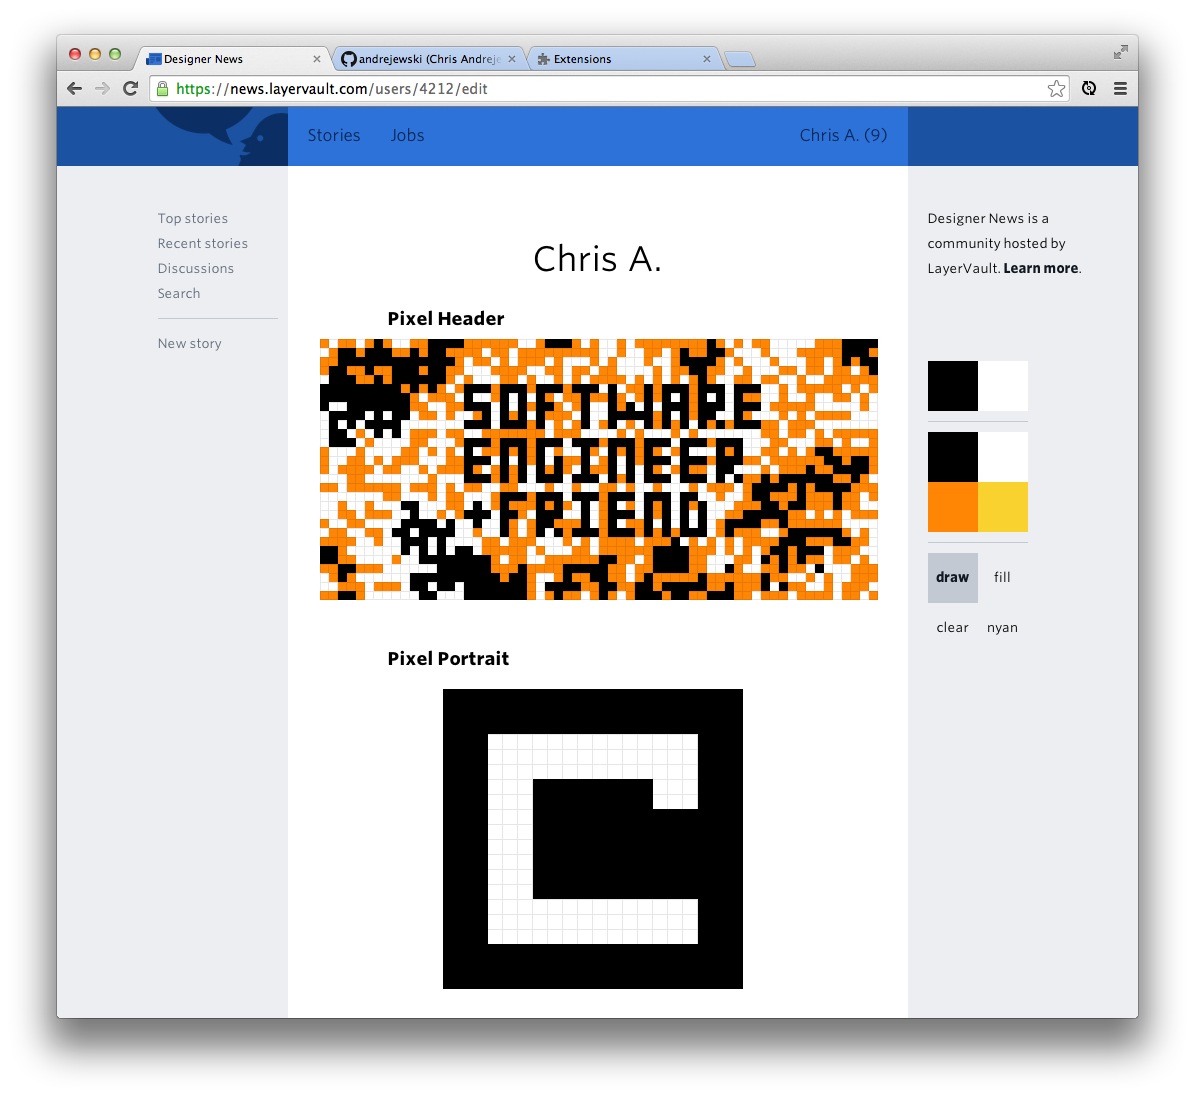 Designer News
andrejewski (Chris Andreje
Extensions
https://news.layervault.com/users/4212/edit
Stories Jobs Chris A. (9)
Top stories
Recent stories
Discussions
Search
New story
Chris A.
Pixel Header
SOFTWARE
ENGINEER
+FRIEND
Pixel Portrait
C
Designer News is a
community hosted by
LayerVault. Learn more.
draw fill
clear nyan